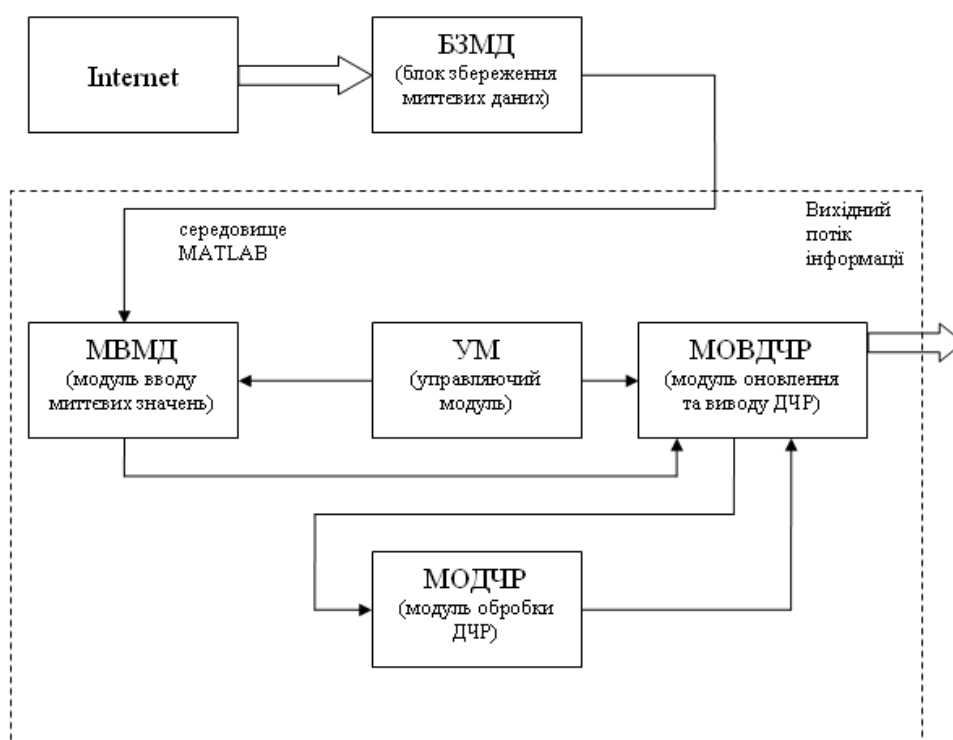 Internet
БЗМД
(блок збереження
миттєвих даних)
середовище
MATLAB
Вихідний
потік
інформації
МВМД
(модуль вводу
миттєвих значень)
УМ
(управляючий
модуль)
МОВДЧР
(модуль оновлення
та виводу ДЧР)
МОДЧР
(модуль обробки
ДЧР)